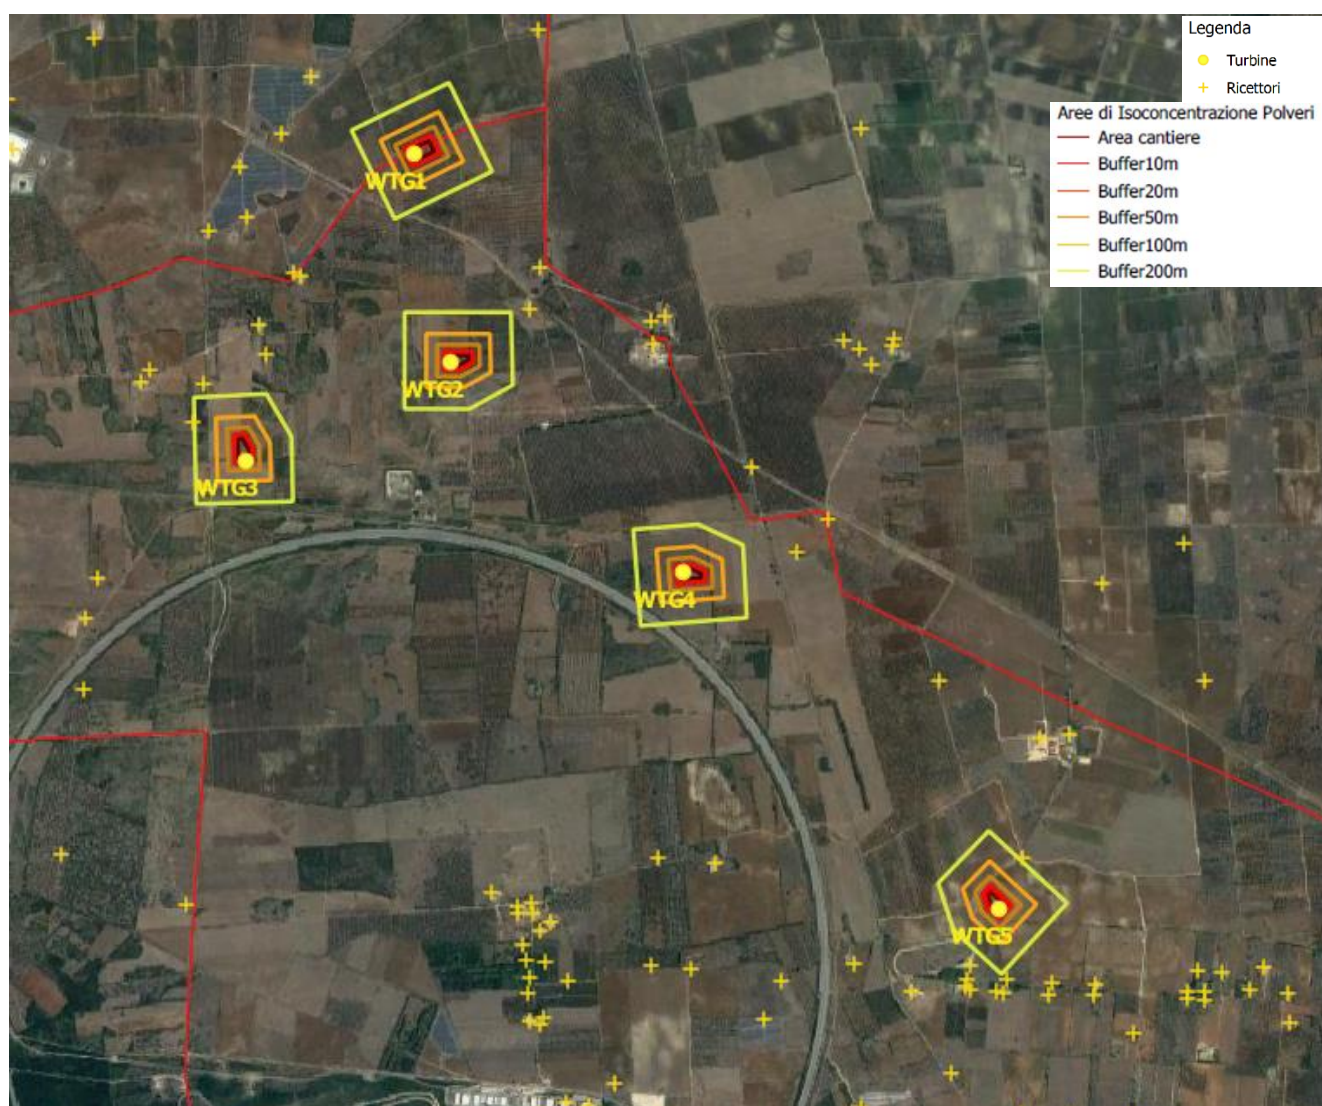 Legenda
Turbine
Ricettori
Aree di Isoconcentrazione Polveri
Area cantiere
Buffer10m
Buffer20m
Buffer50m
Buffer100m
Buffer200m
WTG1
WTG2
WTG3
WTG4
WTG5